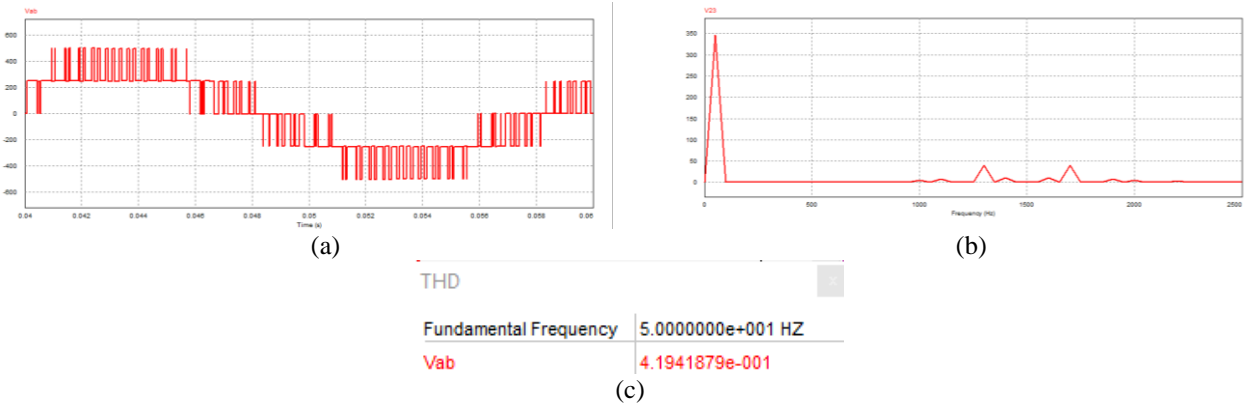 Vab
600
400
200
0
-200
-400
-600
0.04 0.042 0.044 0.046 0.048 0.05 0.052 0.054 0.056 0.058 0.06
Time (s)
(a)
V23
350
300
250
200
150
100
50
0
0 500 1000 1500 2000 2500
Frequency (Hz)
(b)
THD
x
Fundamental Frequency 5.0000000e+001 HZ
Vab 4.1941879e-001
(c)